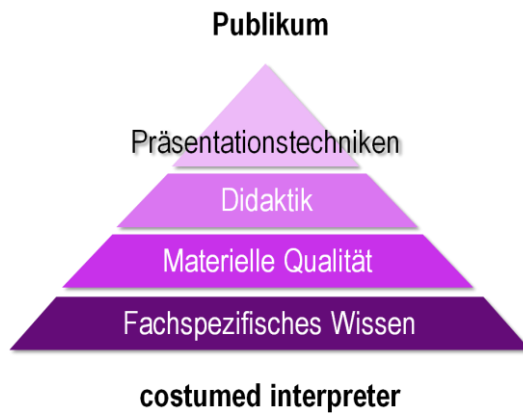 Publikum
Präsentationstechniken
Didaktik
Materielle Qualität
Fachspezifisches Wissen
costumed interpreter